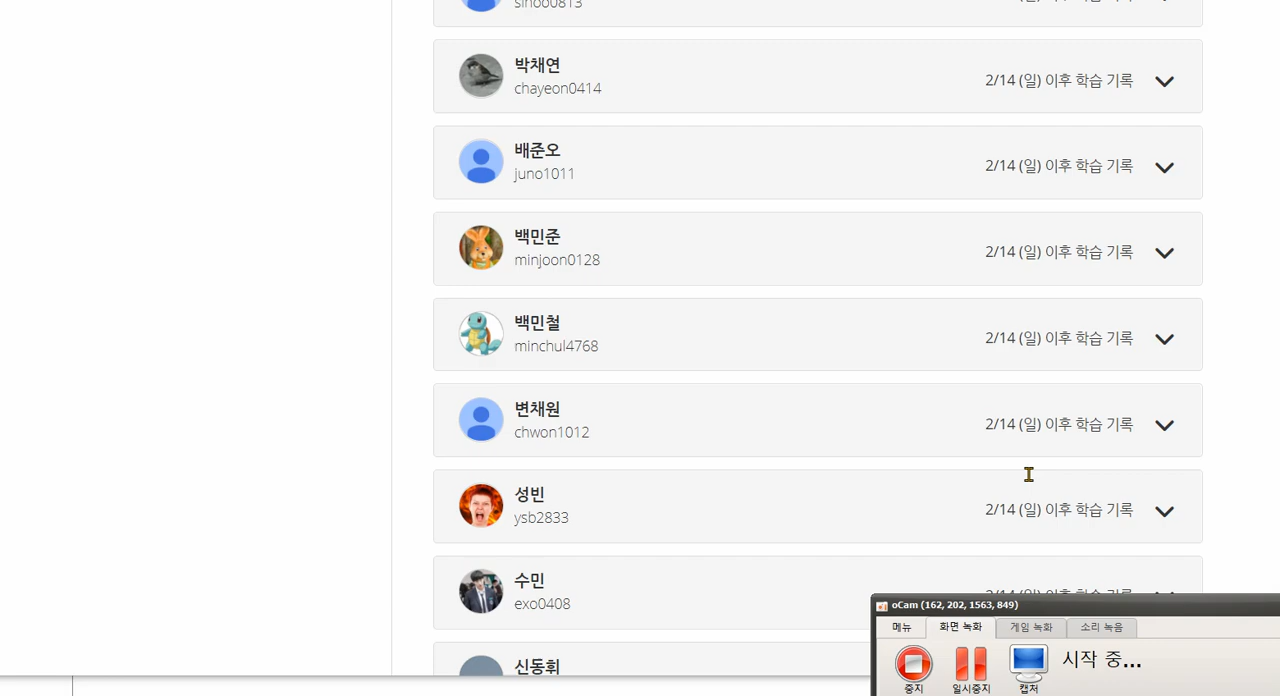 sinoo0813
박채연
chayeon0414
2/14 (일) 이후 학습 기록
배준오
juno1011
2/14 (일) 이후 학습 기록
백민준
minjoon0128
2/14 (일) 이후 학습 기록
백민철
minchul4768
2/14 (일) 이후 학습 기록
변채원
chwon1012
2/14 (일) 이후 학습 기록
성빈
ysb2833
2/14 (일) 이후 학습 기록
수민
exo0408
신동휘
oCam (162, 202, 1563, 849)
메뉴 화면 녹화 게임 녹화 소리 녹음
시작 중...
중지 일시중지 캡처